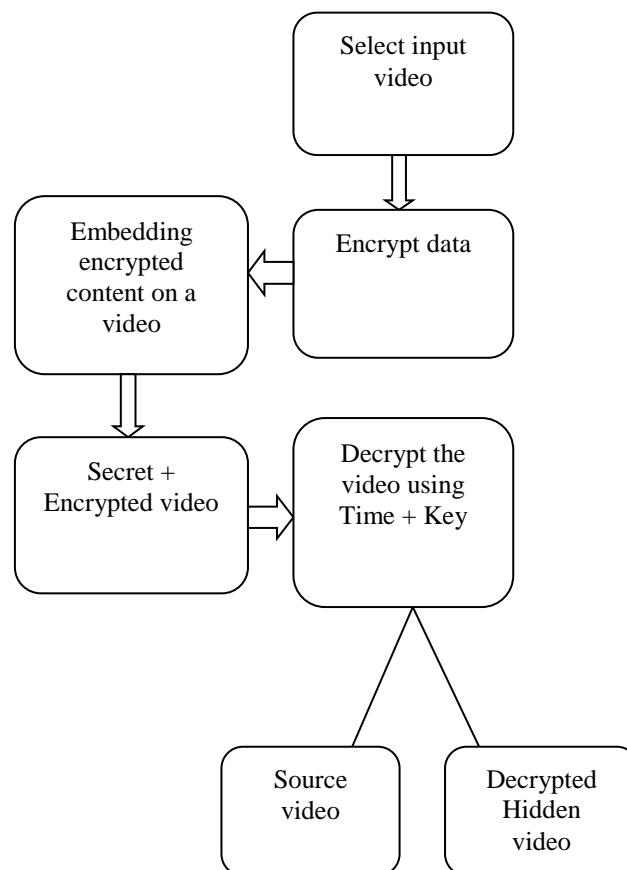 Select input
video
Encrypt data
Embedding
encrypted
content on a
video
Secret +
Encrypted video
Decrypt the
video using
Time + Key
Source
video
Decrypted
Hidden
video